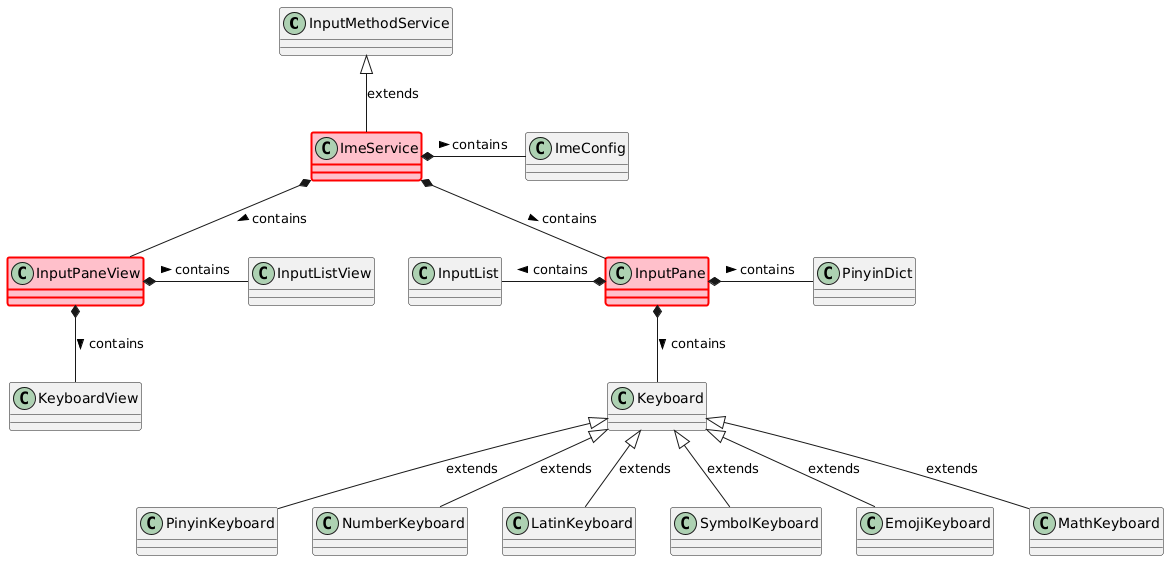 C InputMethodService
extends
C ImeService
contains
C ImeConfig
contains
contains
C InputPaneView
contains
C InputListView
C InputList
contains
C InputPane
contains
C PinyinDict
contains
contains
C KeyboardView
C Keyboard
extends
extends
extends
extends
extends
extends
C PinyinKeyboard
C NumberKeyboard
C LatinKeyboard
C SymbolKeyboard
C EmojiKeyboard
C MathKeyboard